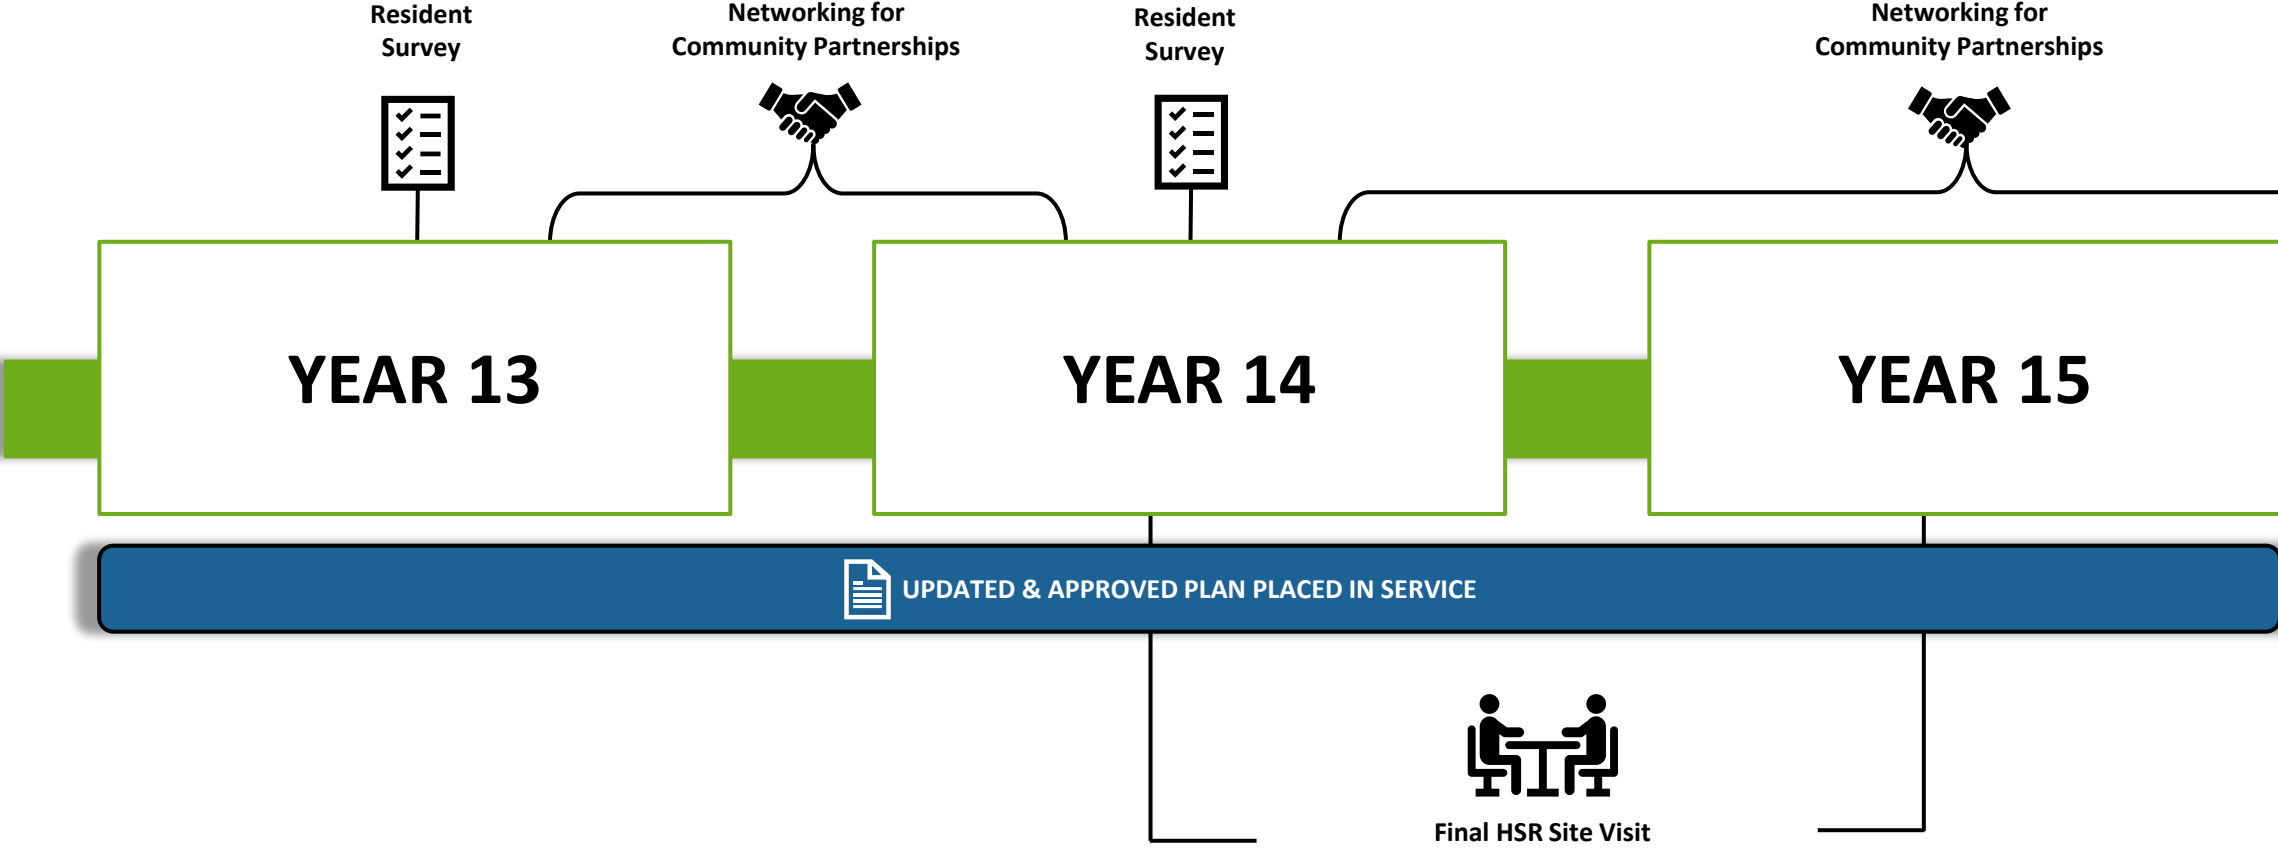 Resident
Survey
Networking for
Community Partnerships
Resident
Survey
Networking for
Community Partnerships
YEAR 13
YEAR 14
YEAR 15
UPDATED & APPROVED PLAN PLACED IN SERVICE
Final HSR Site Visit